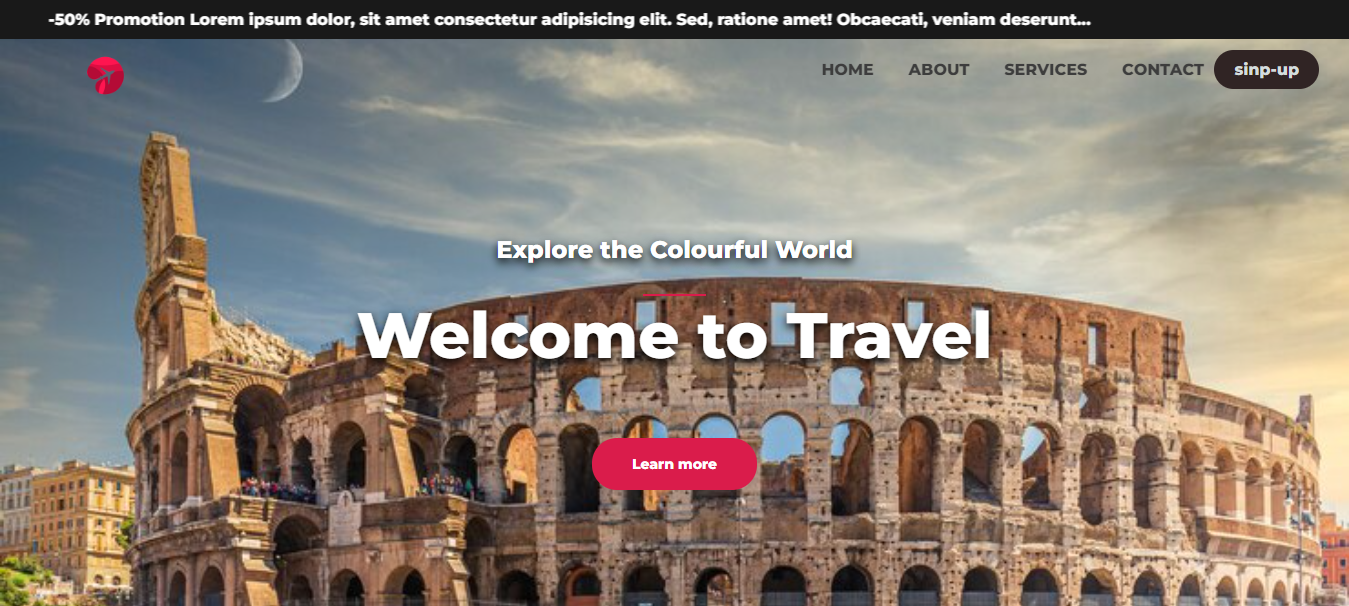 -50% Promotion Lorem ipsum dolor, sit amet consectetur adipisicing elit. Sed, ratione amet! Obcaecati, veniam deserunt...
HOME ABOUT SERVICES CONTACT sinp-up
Explore the Colourful World
Welcome to Travel
Learn more